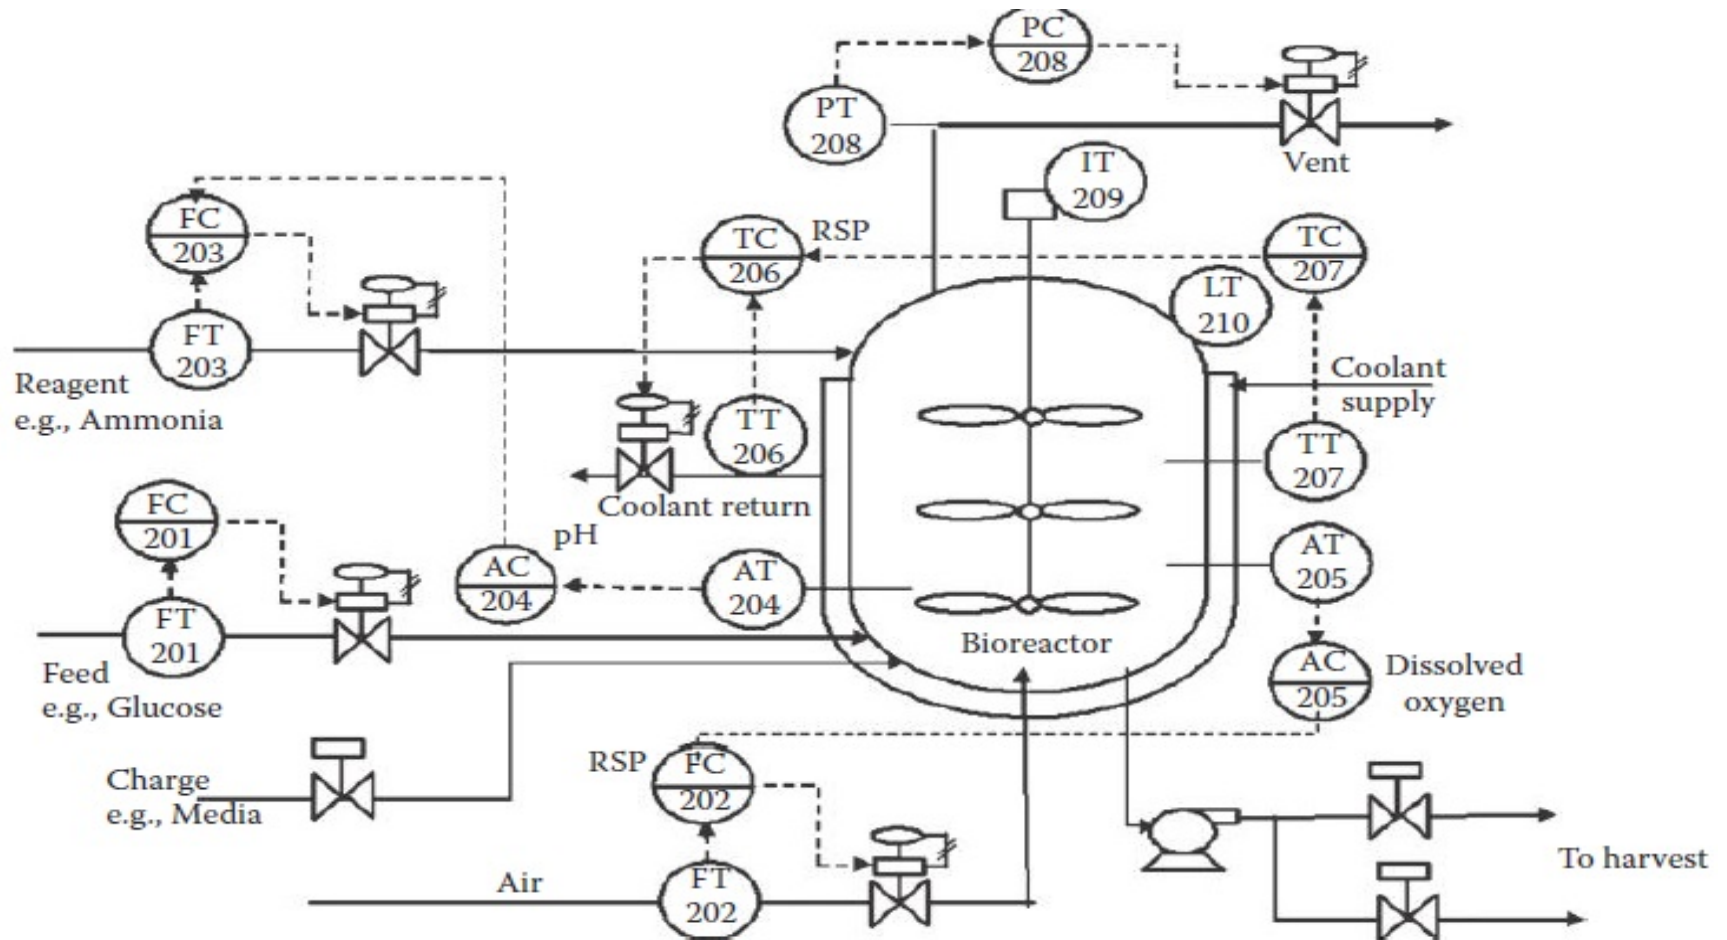 PC
208
PT
208
Vent
IT
209
FC
203
TC
206
RSP
TC
207
LT
210
FT
203
Reagent
e.g., Ammonia
Coolant
supply
TT
206
TT
207
Coolant return
FC
201
pH
AC
204
AT
204
AT
205
FT
201
Feed
e.g., Glucose
Bioreactor
AC
205
Dissolved
oxygen
Charge
e.g., Media
RSP
FC
202
To harvest
Air
FT
202